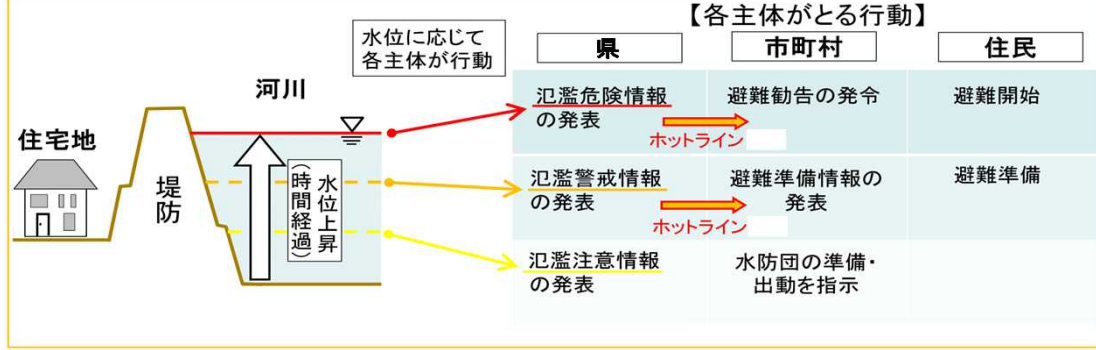 【各主体がとる行動】
水位に応じて
各主体が行動
県
市町村
住民
河川
住宅地
堤防
水位上昇
（時間経過）
氾濫危険情報
の発表
避難勧告の発令
避難開始
ホットライン
氾濫警戒情報
の発表
避難準備情報の
発表
避難準備
ホットライン
氾濫注意情報
の発表
水防団の準備・
出動を指示